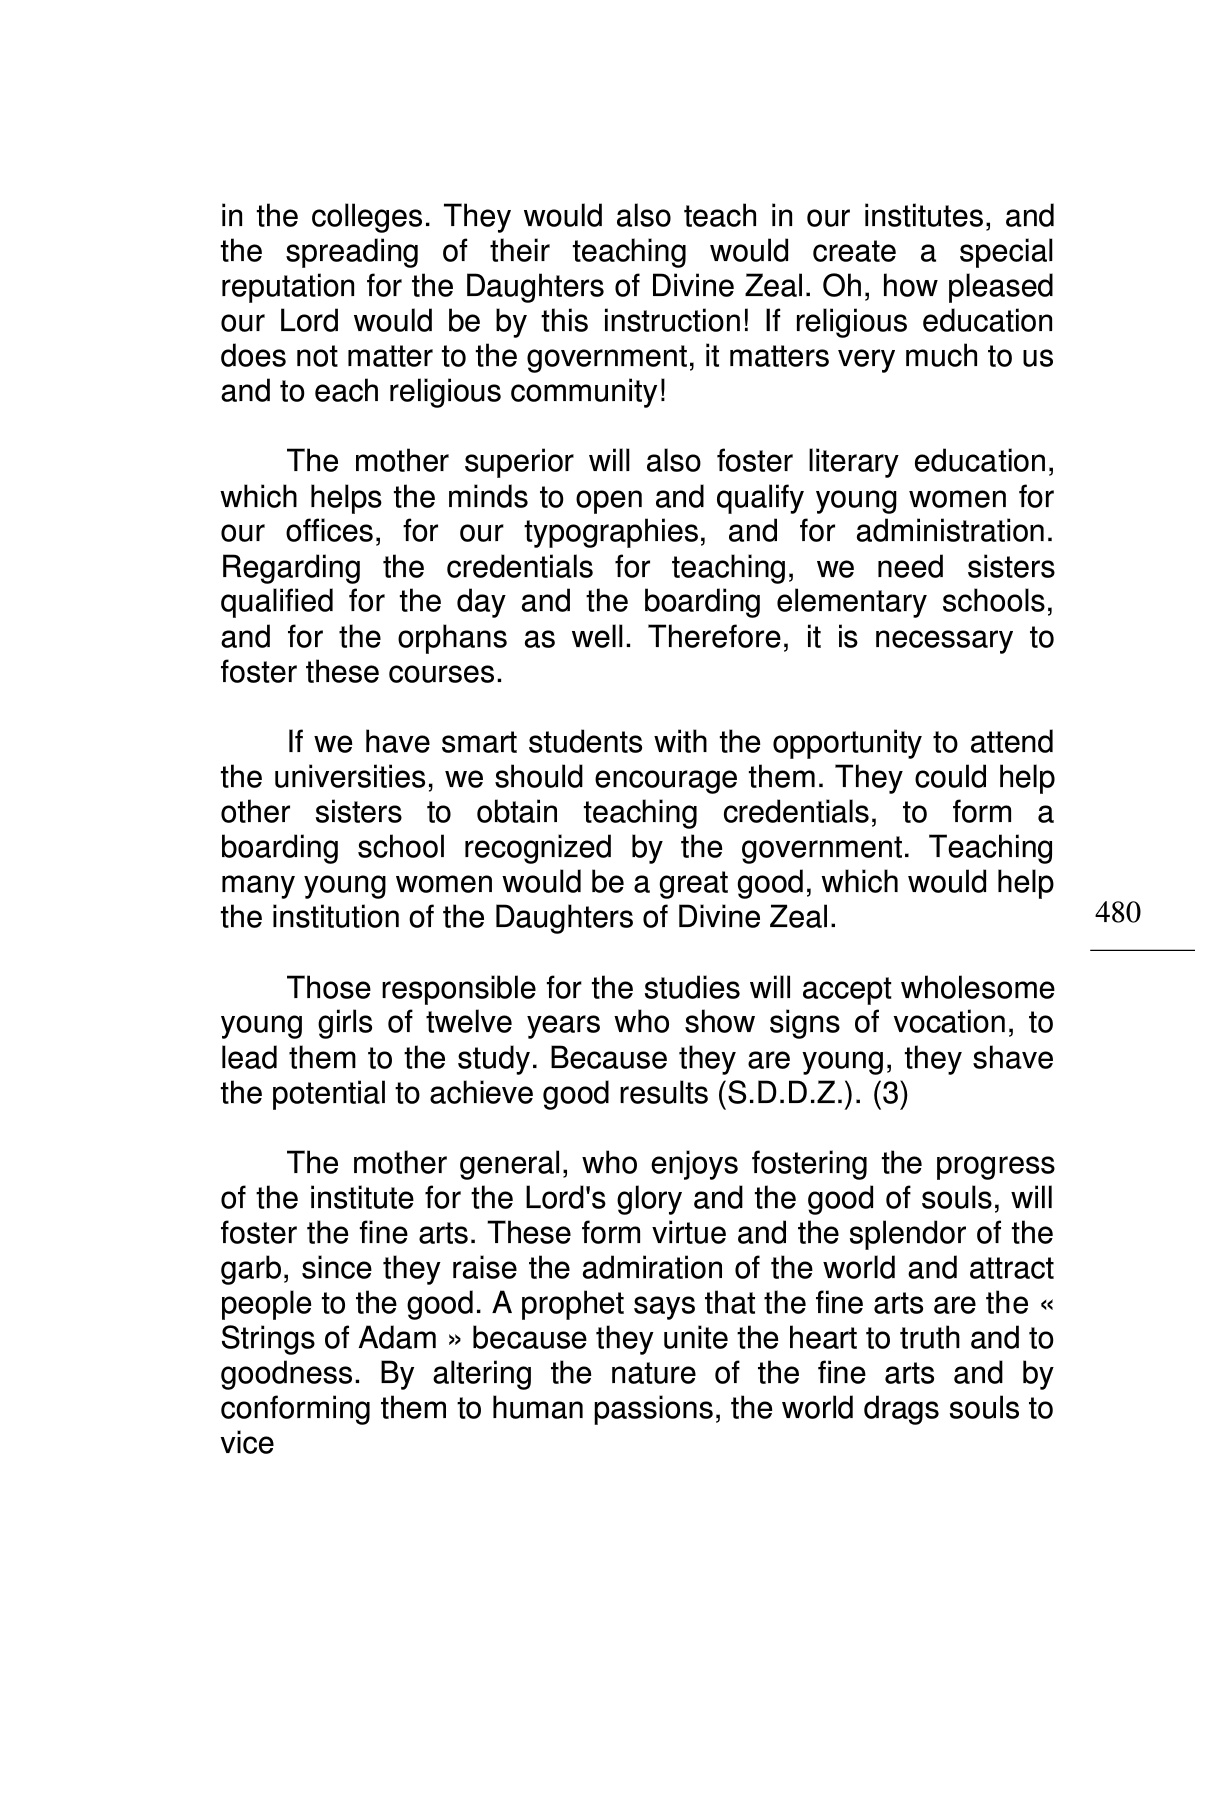 in the colleges. They would also teach in our institutes, and
the spreading of their teaching would create a special
reputation for the Daughters of Divine Zeal. Oh, how pleased
our Lord would be by this instruction! If religious education
does not matter to the government, it matters very much to us
and to each religious community!
The mother superior will also foster literary education,
which helps the minds to open and qualify young women for
our offices, for our typographies, and for administration.
Regarding the credentials for teaching, we need sisters
qualified for the day and the boarding elementary schools,
and for the orphans as well. Therefore, it is necessary to
foster these courses.
If we have smart students with the opportunity to attend
the universities, we should encourage them. They could help
other sisters to obtain teaching credentials, to form a
boarding school recognized by the government. Teaching
many young women would be a great good, which would help
the institution of the Daughters of Divine Zeal.
480
Those responsible for the studies will accept wholesome
young girls of twelve years who show signs of vocation, to
lead them to the study. Because they are young, they shave
the potential to achieve good results (S.D.D.Z.). (3)
The mother general, who enjoys fostering the progress
of the institute for the Lord's glory and the good of souls, will
foster the fine arts. These form virtue and the splendor of the
garb, since they raise the admiration of the world and attract
people to the good. A prophet says that the fine arts are the «
Strings of Adam » because they unite the heart to truth and to
goodness. By altering the nature of the fine arts and by
conforming them to human passions, the world drags souls to
vice